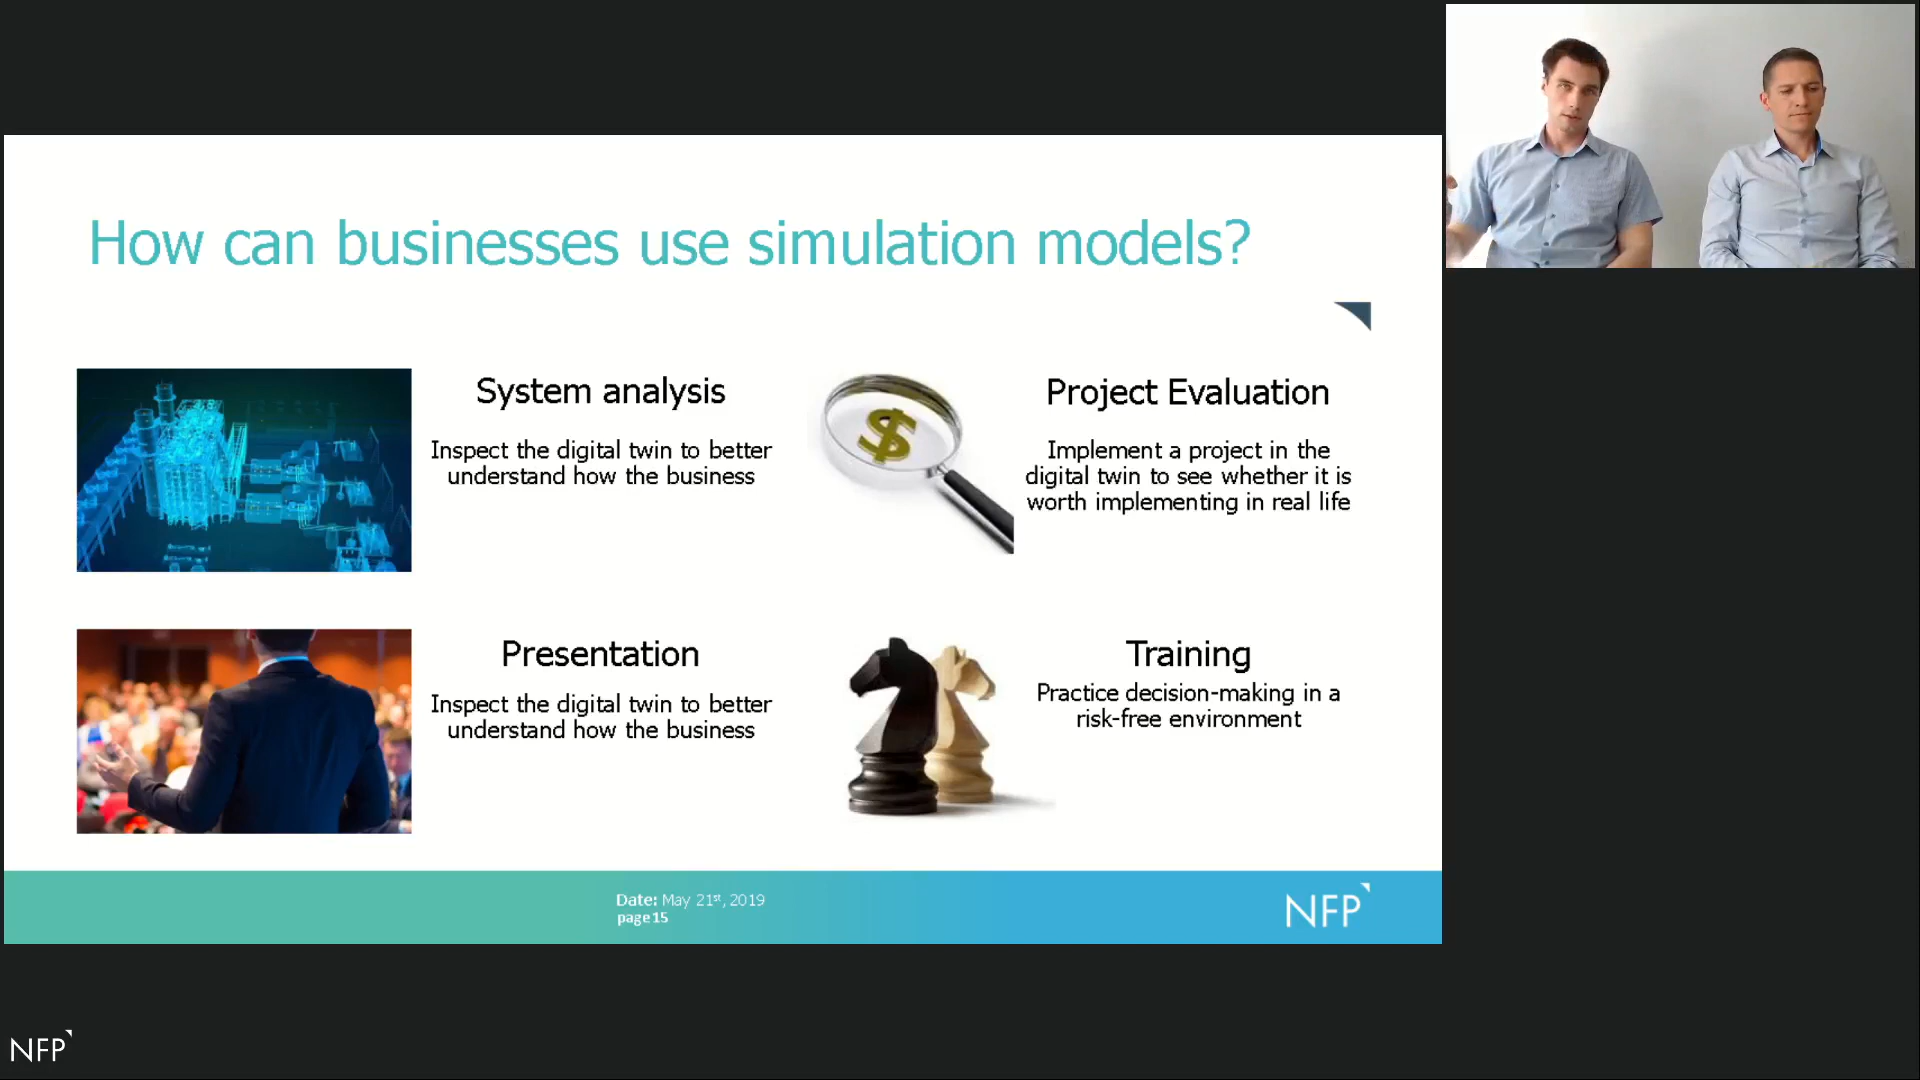 How can businesses use simulation models?
System analysis
Inspect the digital twin to better
understand how the business
$
Project Evaluation
Implement a project in the
digital twin to see whether it is
worth implementing in real life
Presentation
Inspect the digital twin to better
understand how the business
Training
Practice decision-making in a
risk-free environment
Date: May 21st, 2019
page 15
NFP
NFP